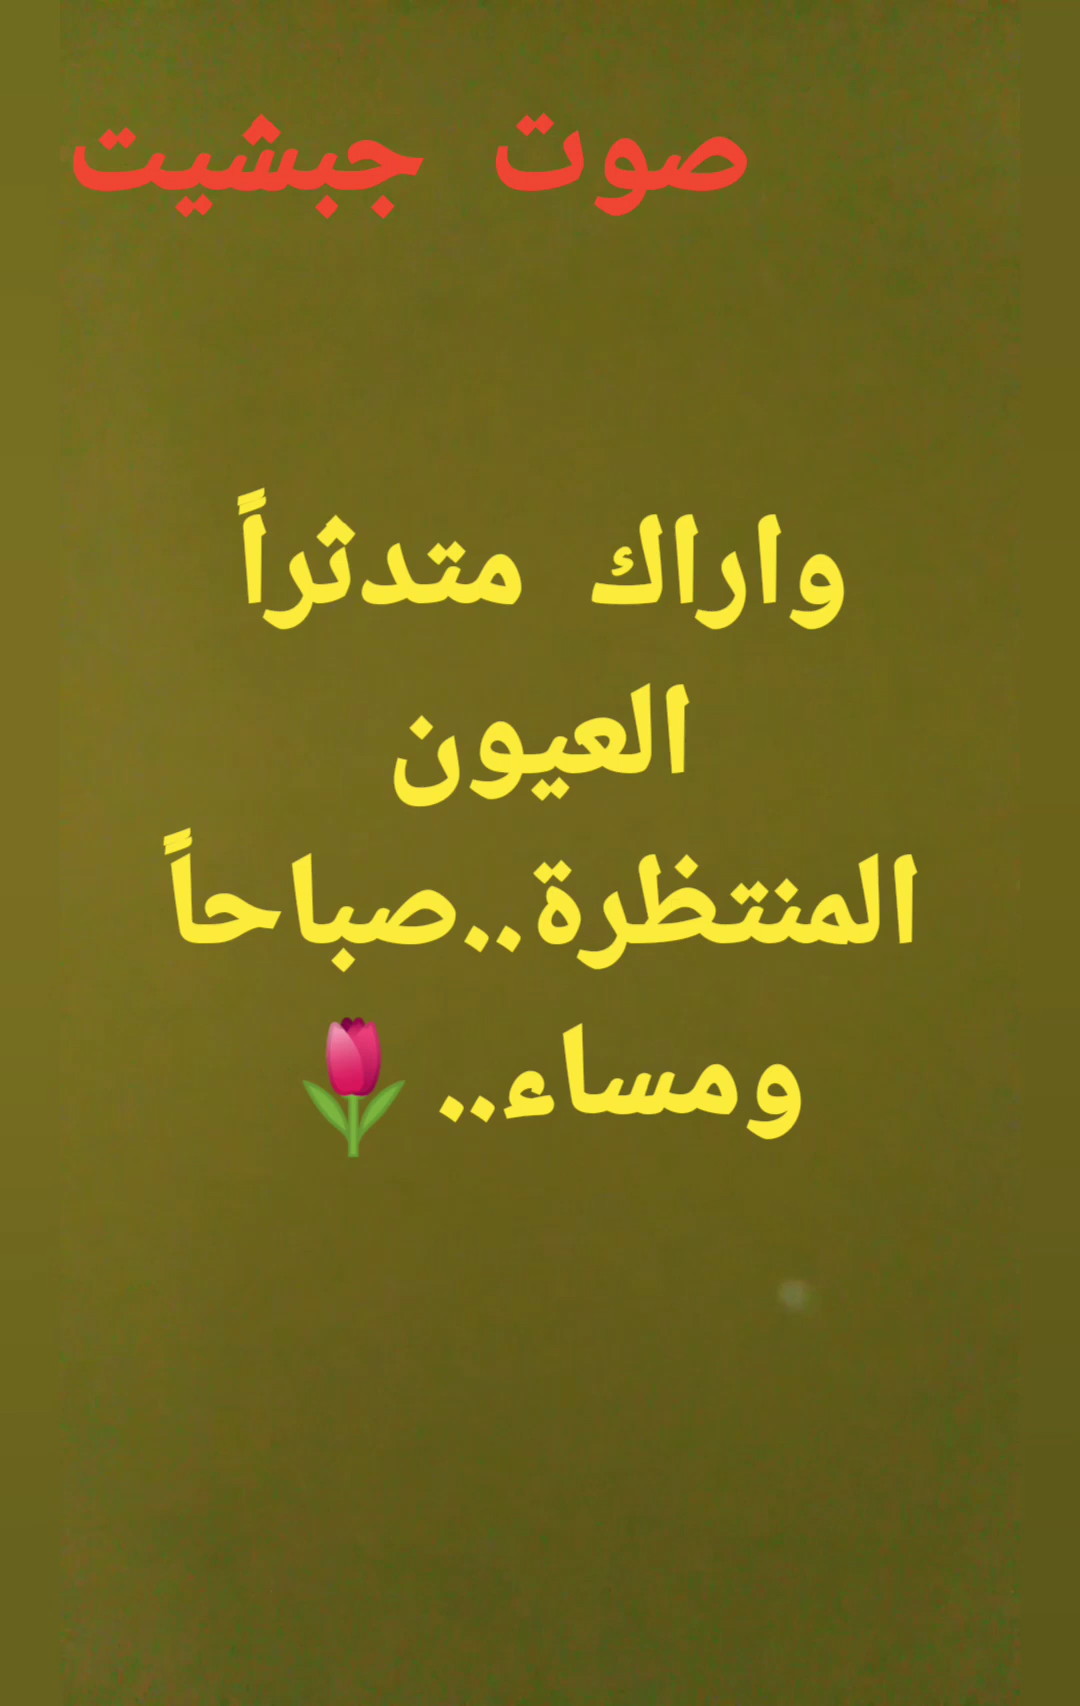 صوت جبشيت
واراك متدثراً
العيون
المنتظرة..صباحاً
ومساء..🌷